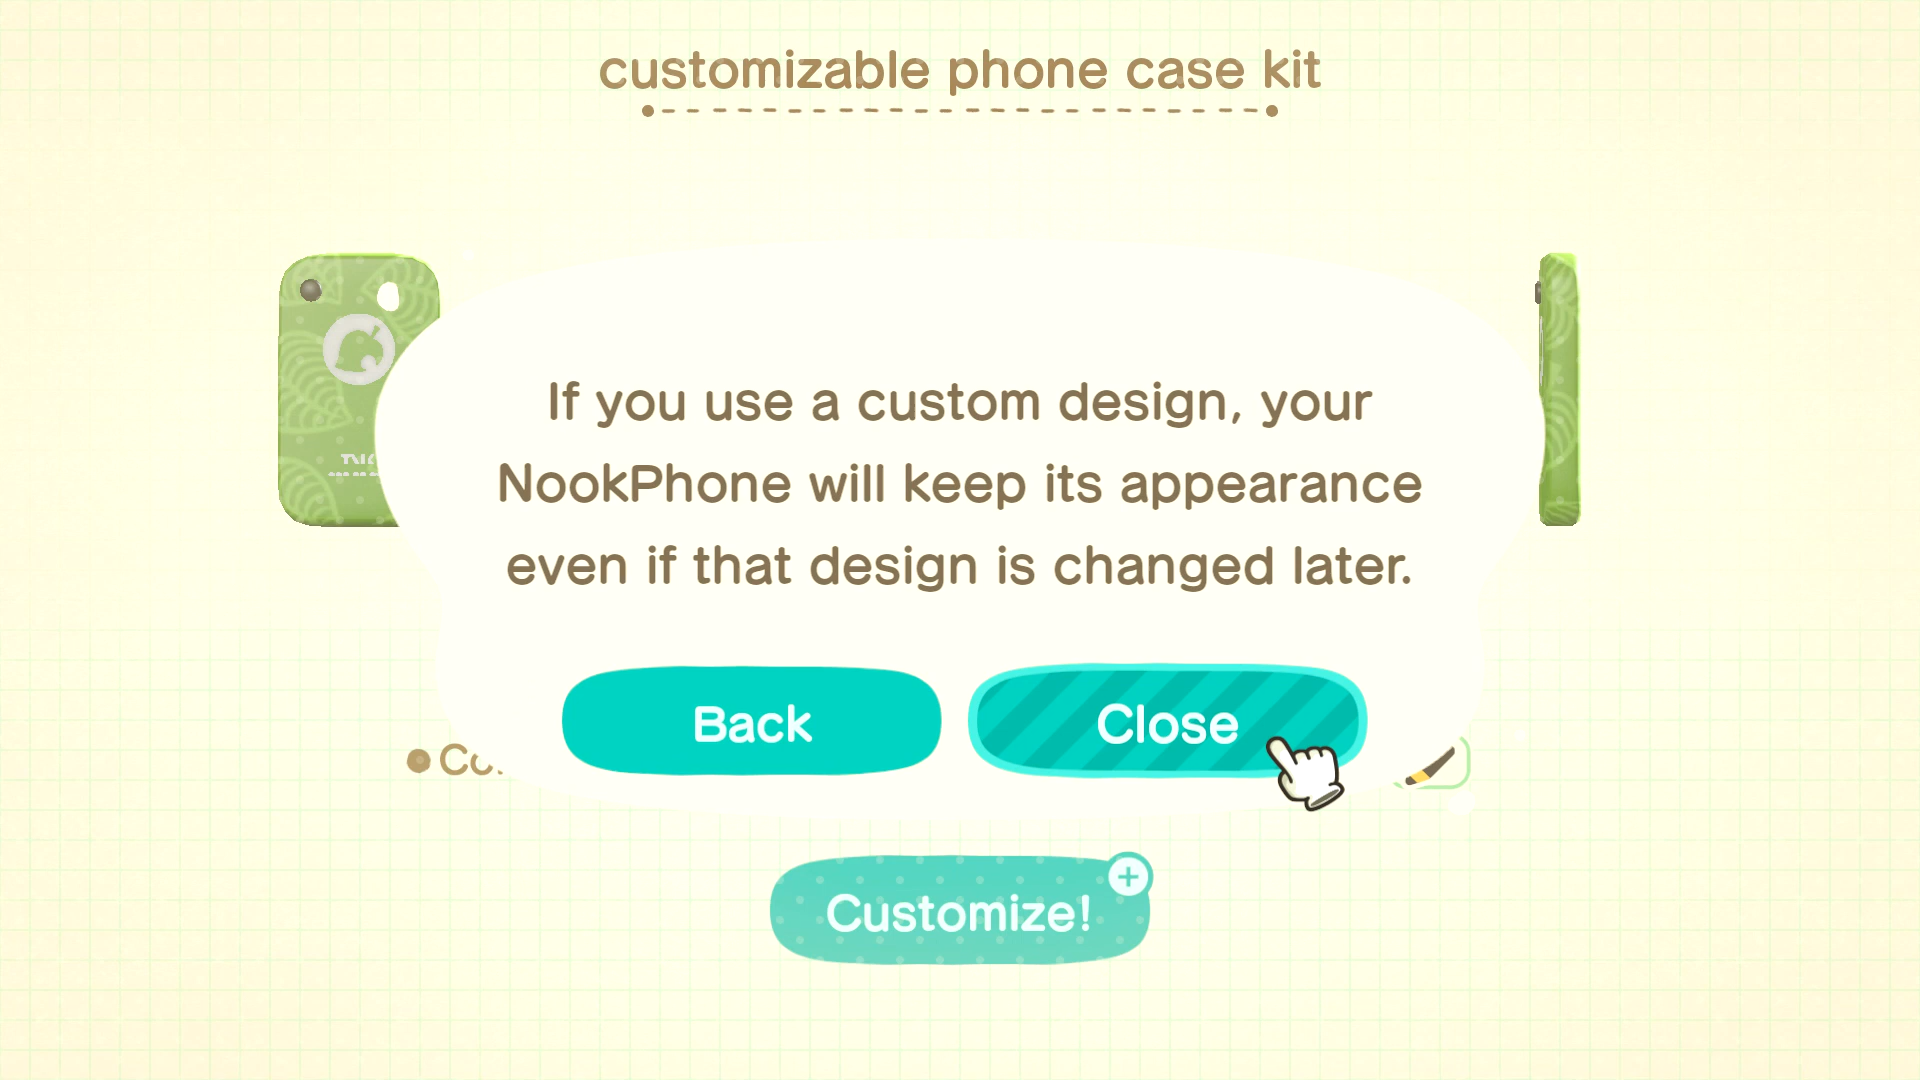 customizable phone case kit
If you use a custom design, your
NookPhone will keep its appearance
even if that design is changed later.
Back
Close
Customize!